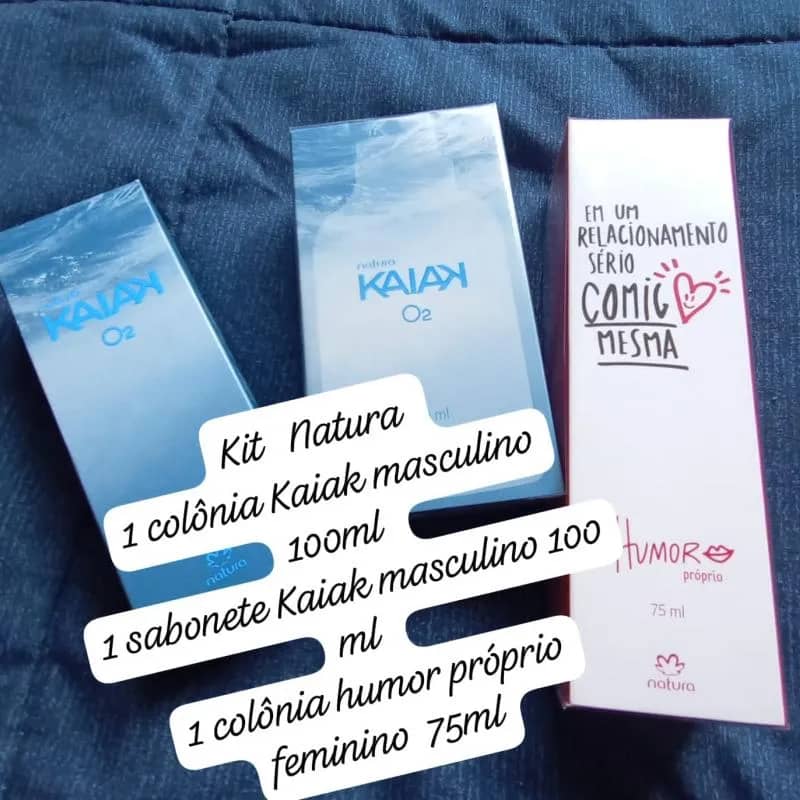 KAIAK
O2
natura
natura
KAIAK
O2
ml
EM UM
RELACIONAMENTO
SÉRIO
COMIGO
MESMA
HUMOR
próprio
75 ml
natura
Kit Natura
1 colônia Kaiak masculino
100ml
1 sabonete Kaiak masculino 100
ml
1 colônia humor próprio
feminino 75ml